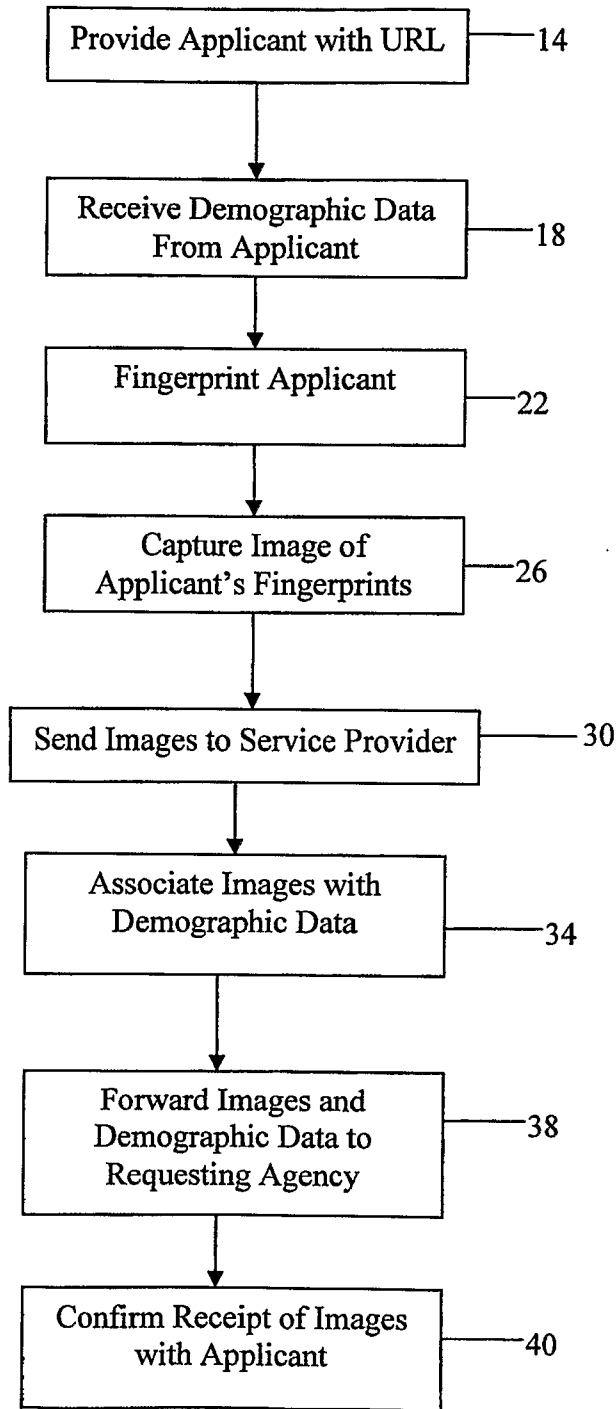 Provide Applicant with URL
14
Receive Demographic Data
From Applicant
18
Fingerprint Applicant
22
Capture Image of
Applicant's Fingerprints
26
Send Images to Service Provider
30
Associate Images with
Demographic Data
34
Forward Images and
Demographic Data to
Requesting Agency
38
Confirm Receipt of Images
with Applicant
40